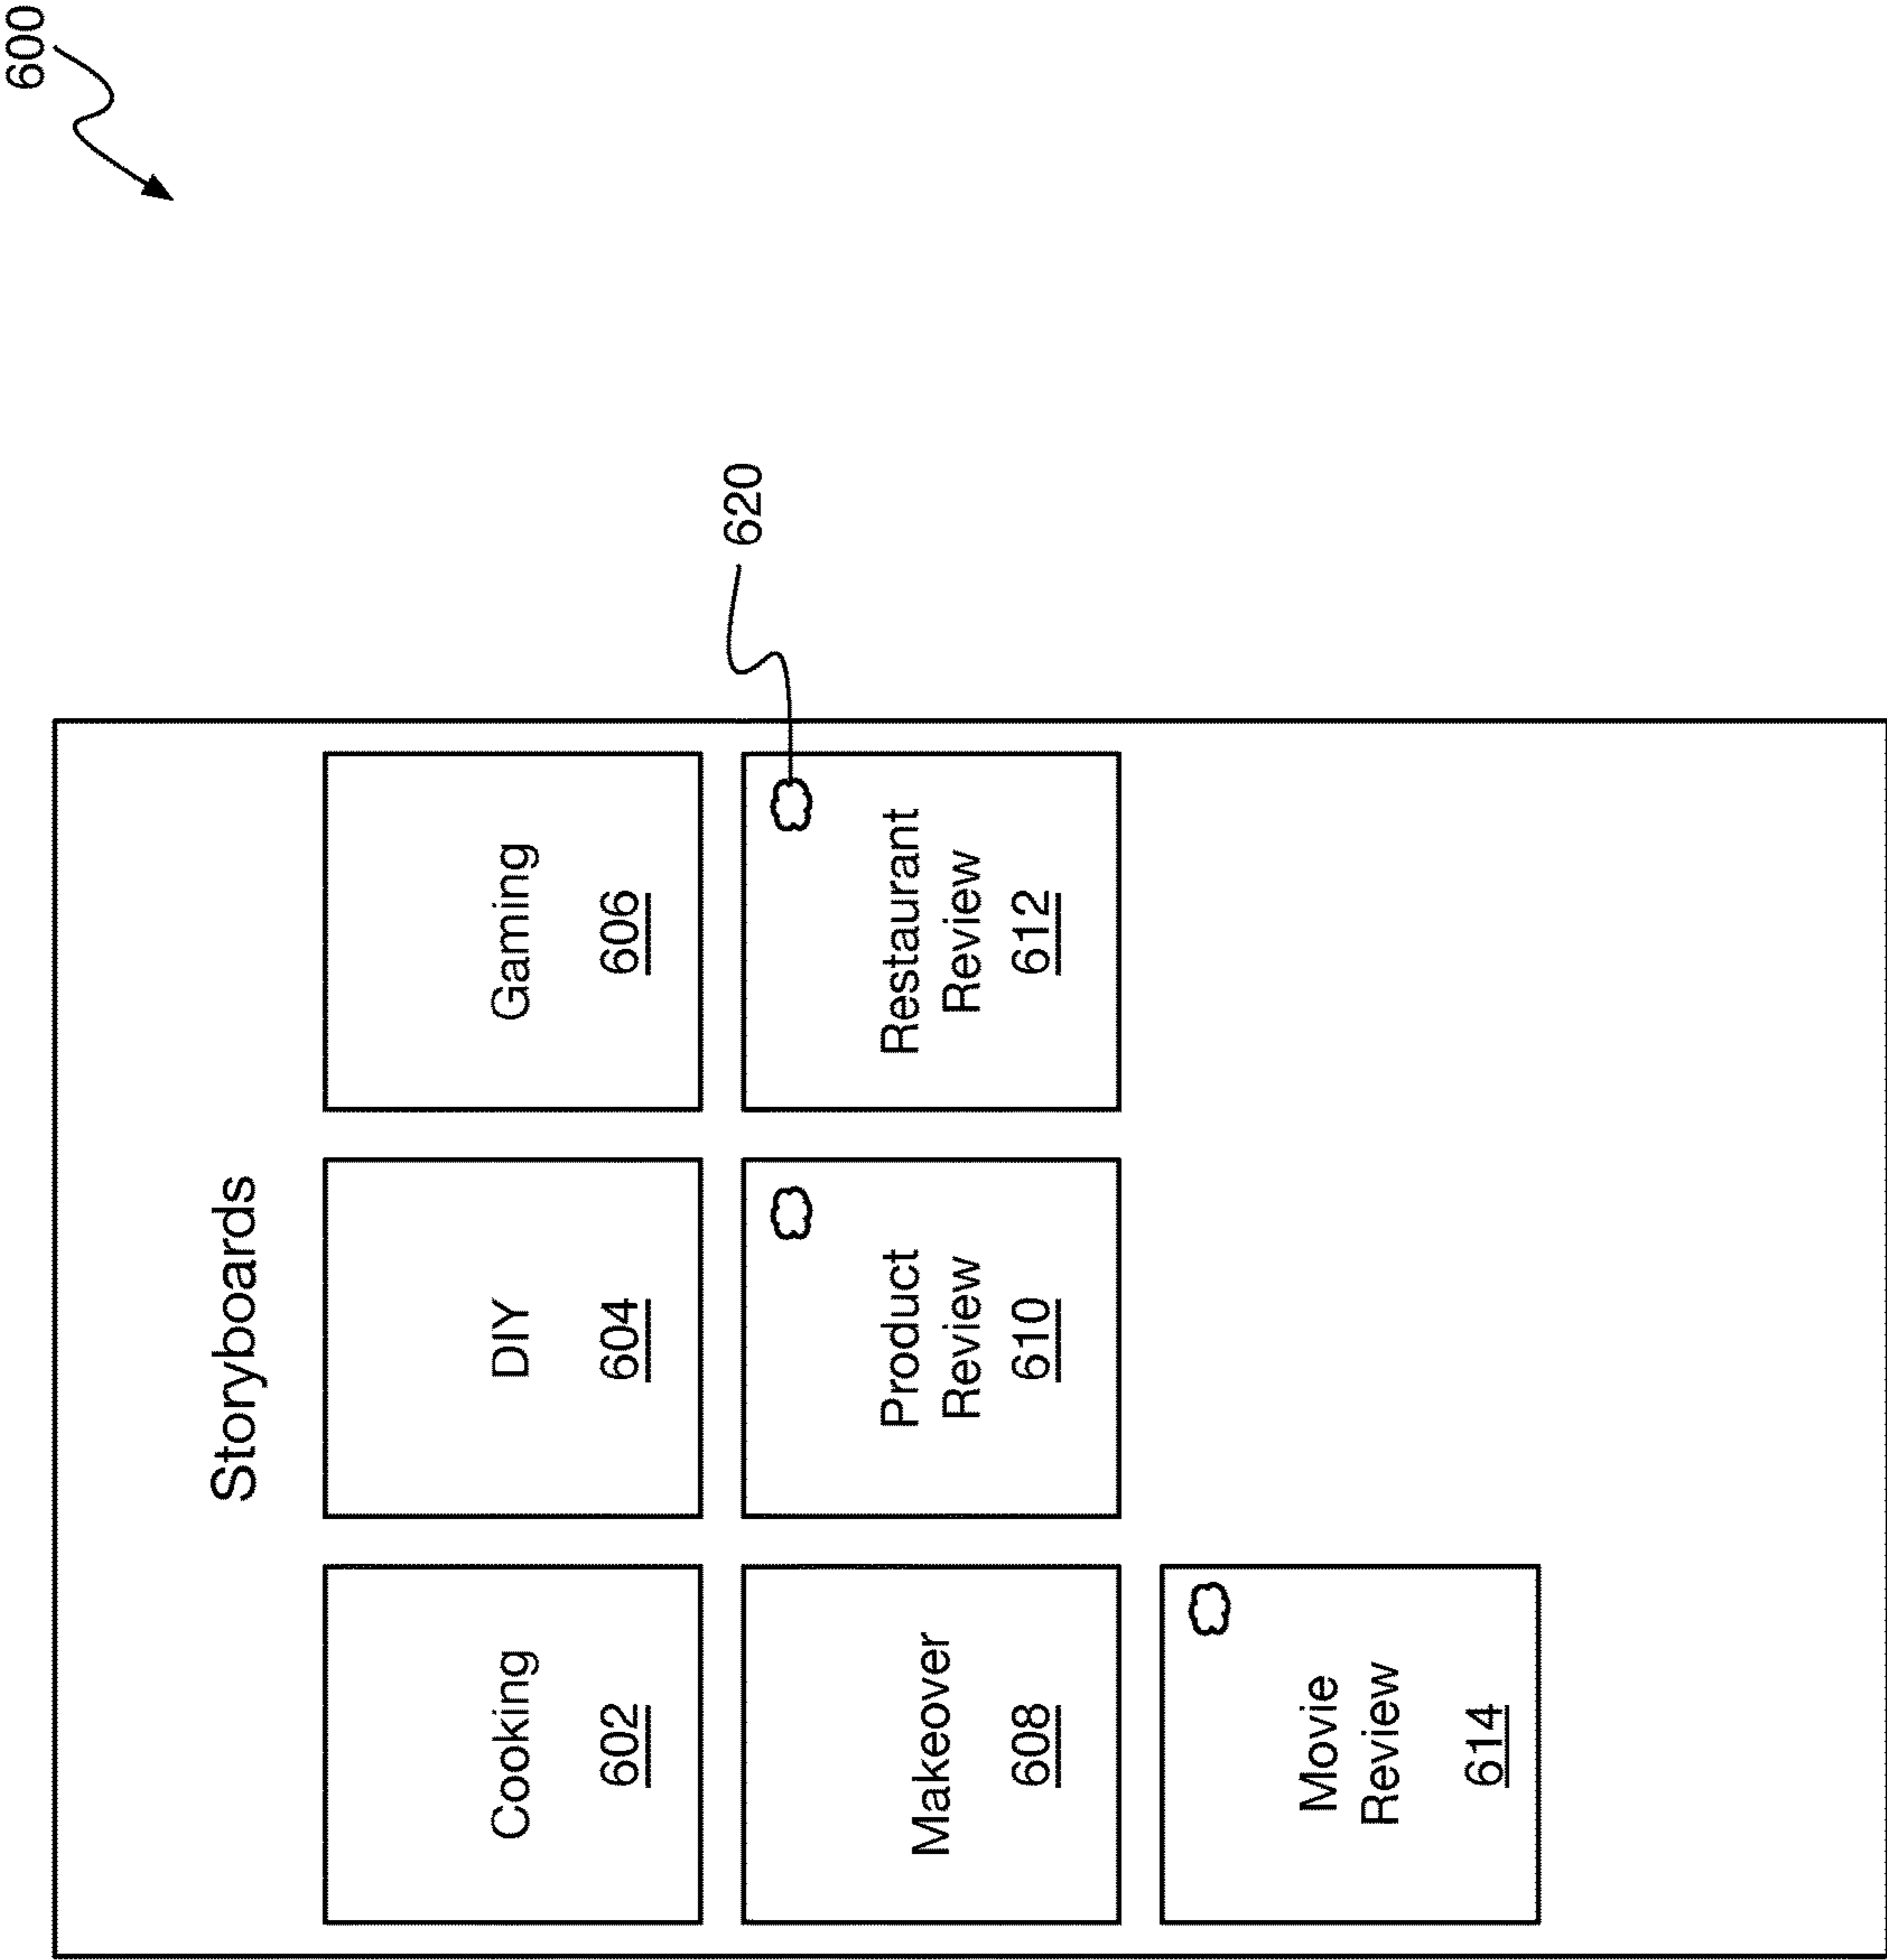 600
Storyboards
Cooking
602
DIY
604
Gaming
606
Makeover
608
Product
Review
610
Restaurant
Review
612
620
Movie
Review
614